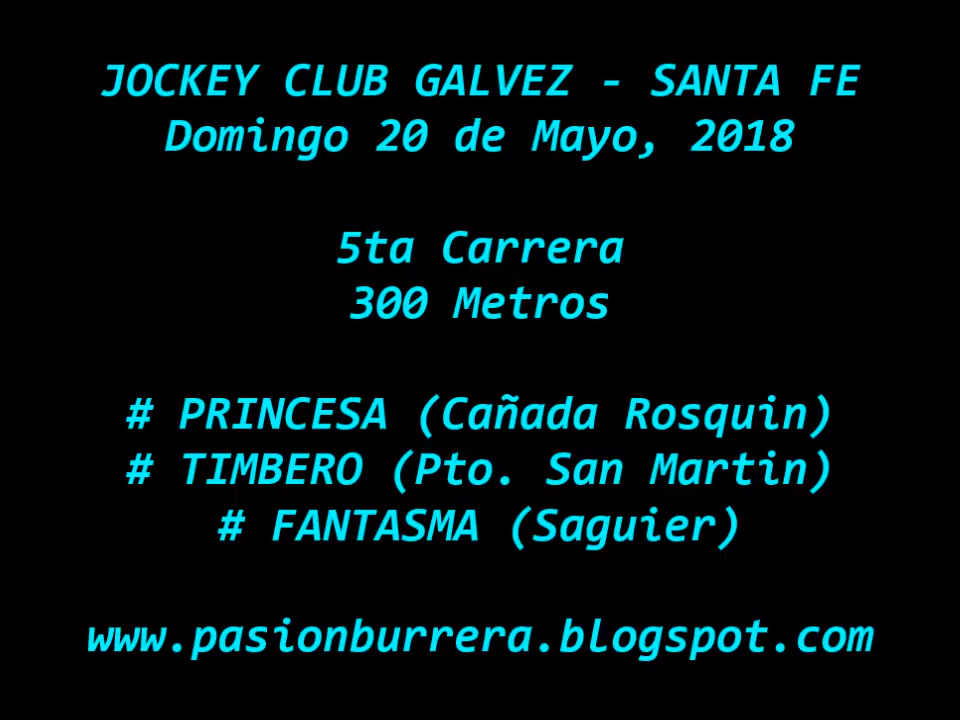 JOCKEY CLUB GALVEZ - SANTA FE
Domingo 20 de Mayo, 2018
5ta Carrera
300 Metros
# PRINCESA (Cañada Rosquin)
# TIMBERO (Pto. San Martin)
# FANTASMA (Saguier)
www.pasionburrera.blogspot.com